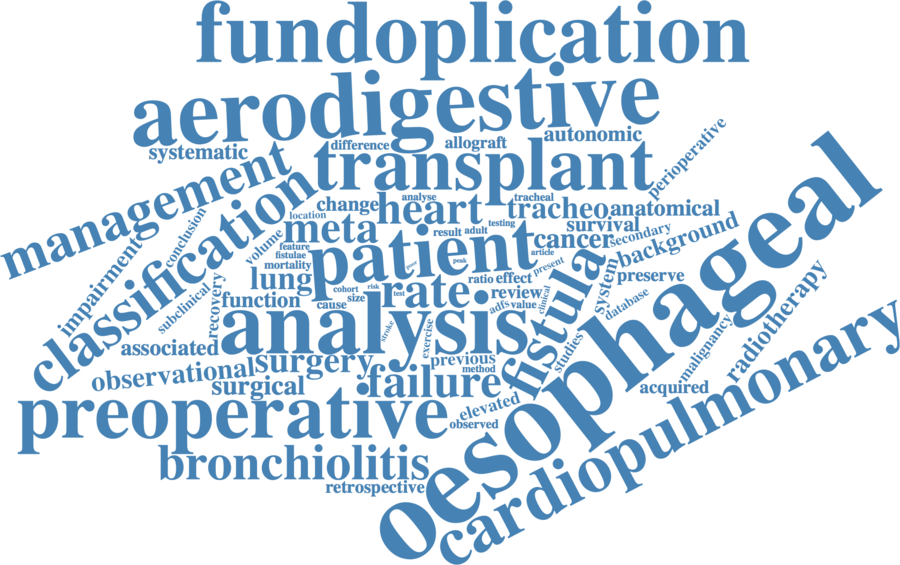 fundoplication
aerodigestive
difference
allograft
autonomic
systematic
perioperative
transplant
management
classification
oesophageal
analyse
tracheal
change
heart
tracheo
anatomical
location
conclusion
meta
result
adult
testing
survival
secondary
volume
feature
fistulae
mortality
patient
peak
article
cancer
background
impairment
subclinical
recovery
lung
cohort
risk
test
size
cause
rate
ratio
effect
present
review
adfs
value
clinical
fistula
system
preserve
database
function
analysis
stroke
exercise
associated
observational
surgery
surgical
previous
method
studies
malignancy
radiotherapy
failure
acquired
preoperative
elevated
observed
bronchiolitis
retrospective
cardiopulmonary